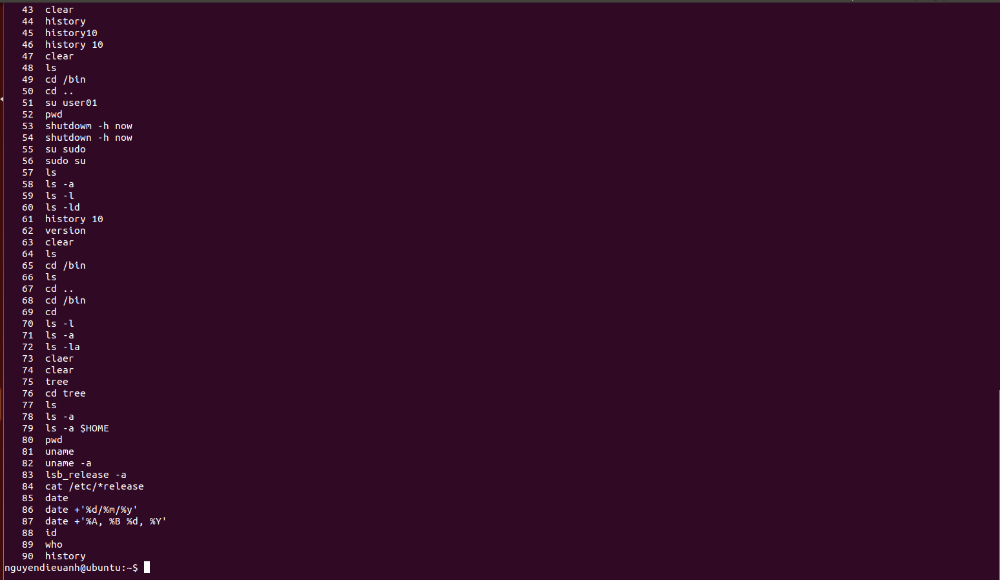 43 clear
44 history
45 history10
46 history 10
47 clear
48 ls
49 cd /bin
50 cd ..
51 su user01
52 pwd
53 shutdowm -h now
54 shutdown -h now
55 su sudo
56 sudo su
57 ls
58 ls -a
59 ls -l
60 ls -ld
61 history 10
62 version
63 clear
64 ls
65 cd /bin
66 ls
67 cd ..
68 cd /bin
69 cd
70 ls -l
71 ls -a
72 ls -la
73 claer
74 clear
75 tree
76 cd tree
77 ls
78 ls -a
79 ls -a $HOME
80 pwd
81 uname
82 uname -a
83 lsb_release -a
84 cat /etc/*release
85 date
86 date +'%d/%m/%y'
87 date +'%A, %B %d, %Y'
88 id
89 who
90 history
nguyendieuanh@ubuntu:~$